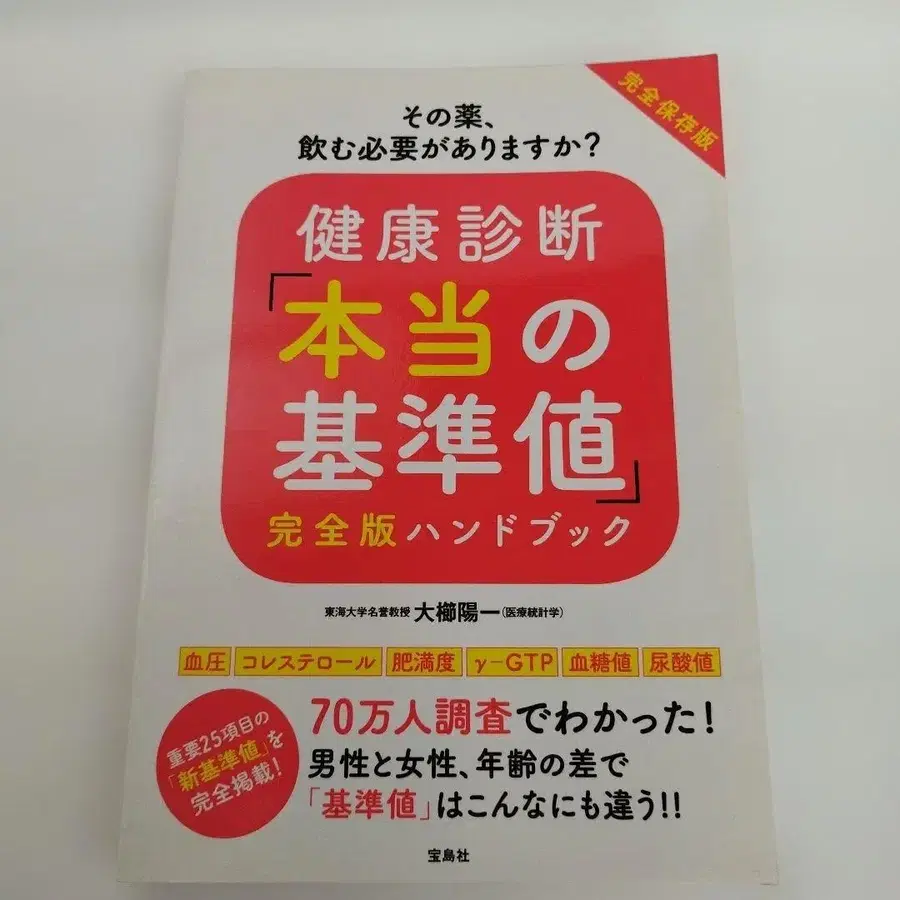 完全保存版
その薬、
飲む必要がありますか?
健康診断
「本当の
基準値」
完全版ハンドブック
東海大学名誉教授 大櫛陽一(医療統計学)
血圧 コレステロール 肥満度 γ-GTP 血糖値 尿酸値
重要25項目の
「新基準値」を
完全掲載!
70万人調査でわかった!
男性と女性、年齢の差で
「基準値」はこんなにも違う!!
宝島社